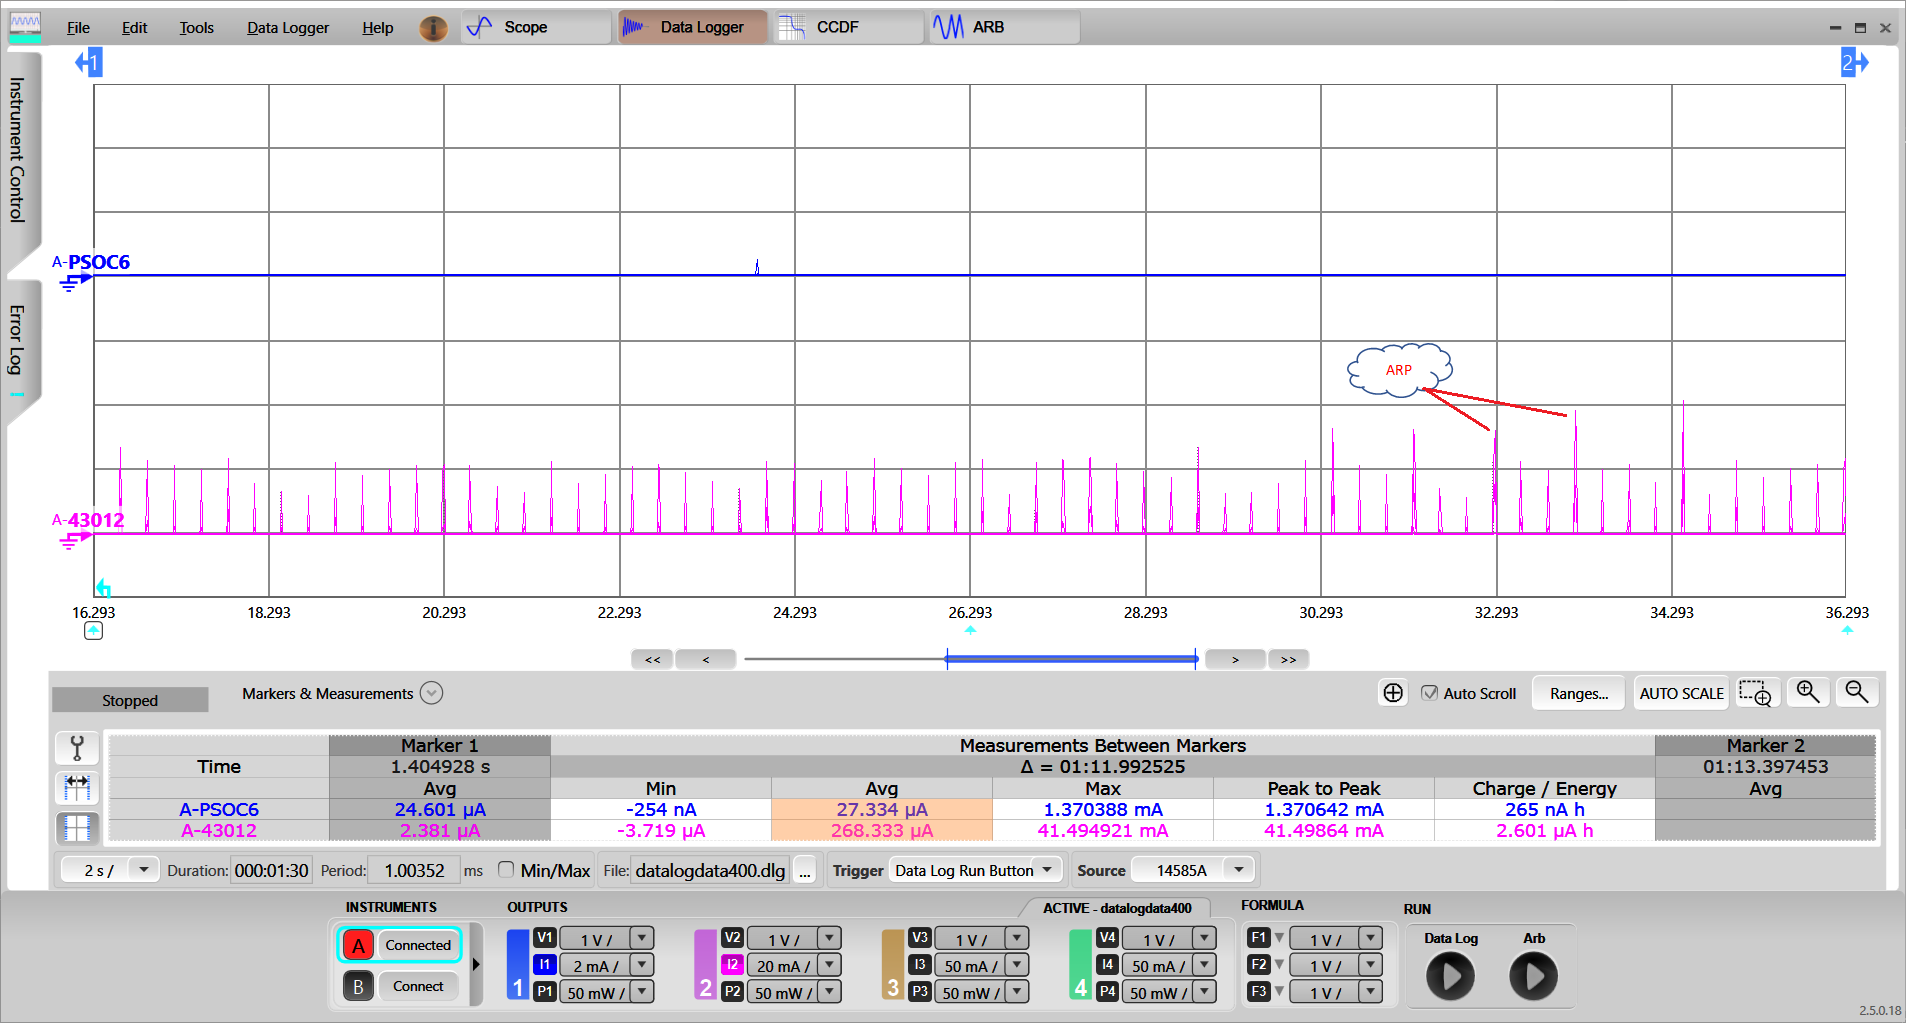 File Edit Tools Data Logger Help i Scope Data Logger CCDF ARB
1 2
Instrument Control
Error Log
A-PSOC6
ARP
A-43012
16.293 18.293 20.293 22.293 24.293 26.293 28.293 30.293 32.293 34.293 36.293
<< < > >>
Stopped Markers & Measurements Auto Scroll Ranges... AUTO SCALE
Marker 1 Measurements Between Markers Marker 2
Time 1.404928 s Δ = 01:11.992525 01:13.397453
Avg Min Avg Max Peak to Peak Charge / Energy Avg
A-PSOC6 24.601 µA -254 nA 27.334 µA 1.370388 mA 1.370642 mA 265 nA h
A-43012 2.381 µA -3.719 µA 268.333 µA 41.494921 mA 41.49864 mA 2.601 µA h
2 s / Duration: 000:01:30 Period: 1.00352 ms Min/Max File: datalogdata400.dlg ... Trigger Data Log Run Button Source 14585A
INSTRUMENTS OUTPUTS ACTIVE - datalogdata400 FORMULA RUN
A Connected V1 1 V / V2 1 V / V3 1 V / V4 1 V / F1 1 V / Data Log Arb
I1 2 mA / I2 20 mA / I3 50 mA / I4 50 mA / F2 1 V /
B Connect 1 P1 50 mW / 2 P2 50 mW / 3 P3 50 mW / 4 P4 50 mW / F3 1 V /
2.5.0.18